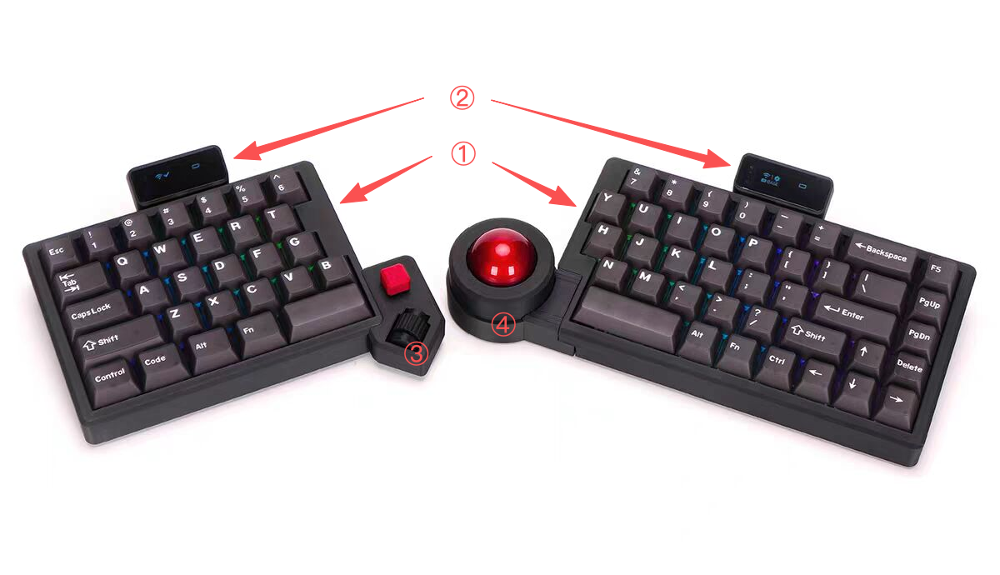 ②
①
③
④
^
6
%
5
$
4
#
3
@
2
!
1
Esc
Tab
Q
W
E
R
T
Caps Lock
A
S
D
F
G
Shift
Z
X
C
V
B
Control
Code
Alt
Fn
&
7
*
8
(
9
)
0
_
-
+
=
←Backspace
F5
Y
U
I
O
P
{
[
}
]
|
\
PgUp
H
J
K
L
:
;
"
'
Enter
PgDn
N
M
<
,
>
.
?
/
Shift
↑
Delete
Alt
Fn
Ctrl
←
↓
→